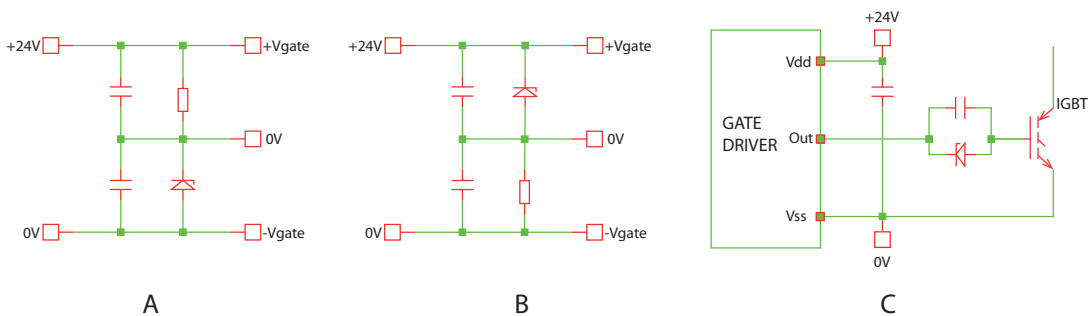 +24V
+Vgate
0V
0V
-Vgate
A
+24V
+Vgate
0V
0V
-Vgate
B
+24V
Vdd
GATE
DRIVER
Out
IGBT
Vss
0V
C